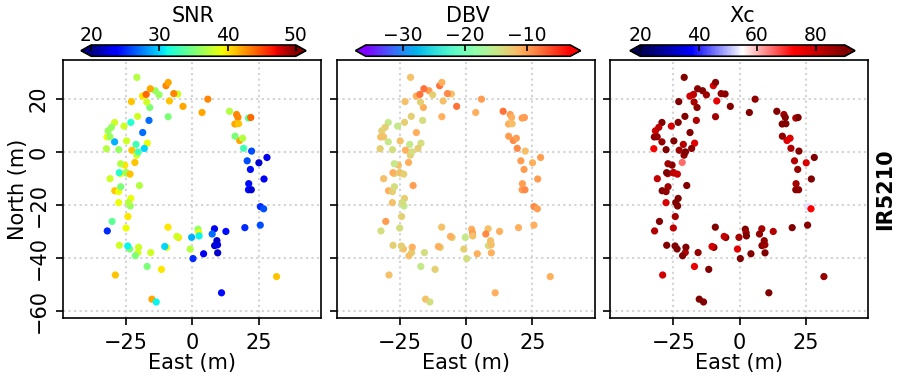 SNR DBV Xc
20 30 40 50 −30 −20 −10 20 40 60 80
20
0
−20
−40
−60
North (m)
−25 0 25 −25 0 25 −25 0 25
East (m) East (m) East (m)
IR5210